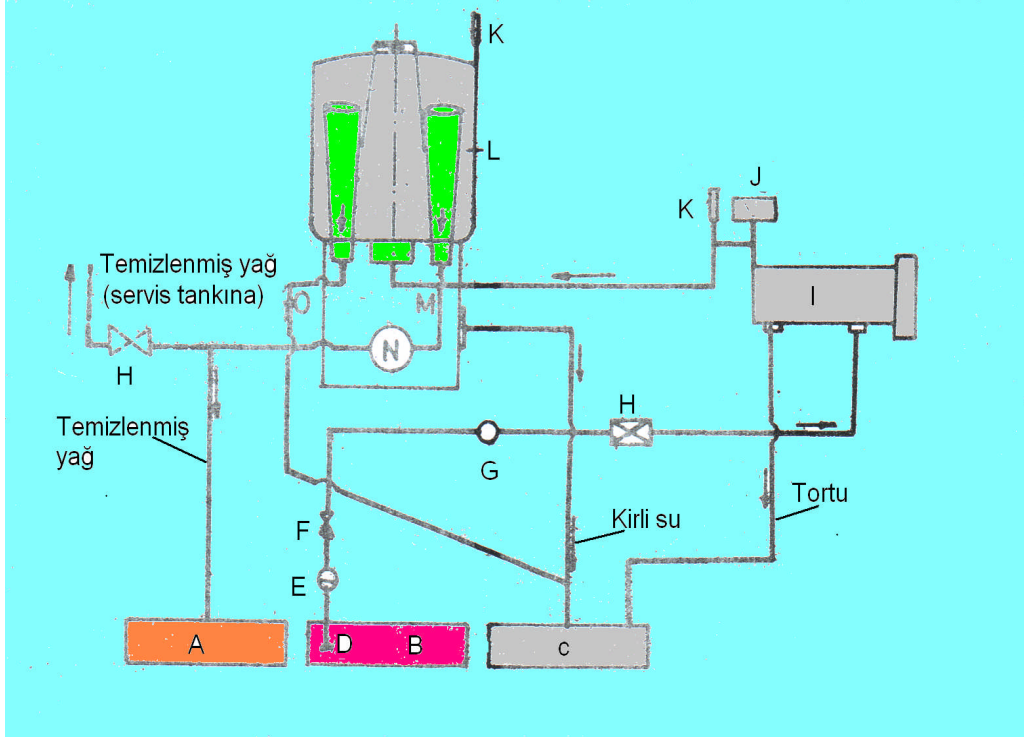 K
L
J
K
Temizlenmiş yağ
(servis tankına)
O
M
I
N
H
H
Temizlenmiş
yağ
G
Tortu
Kirli su
F
E
A
D
B
c